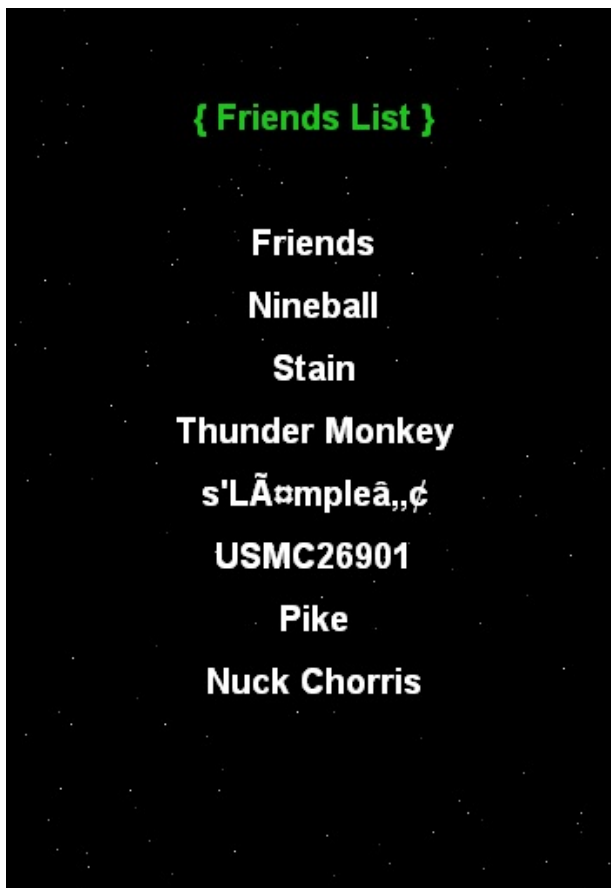 { Friends List }
Friends
Nineball
Stain
Thunder Monkey
s'LÃ¤mpleâ„¢
USMC26901
Pike
Nuck Chorris